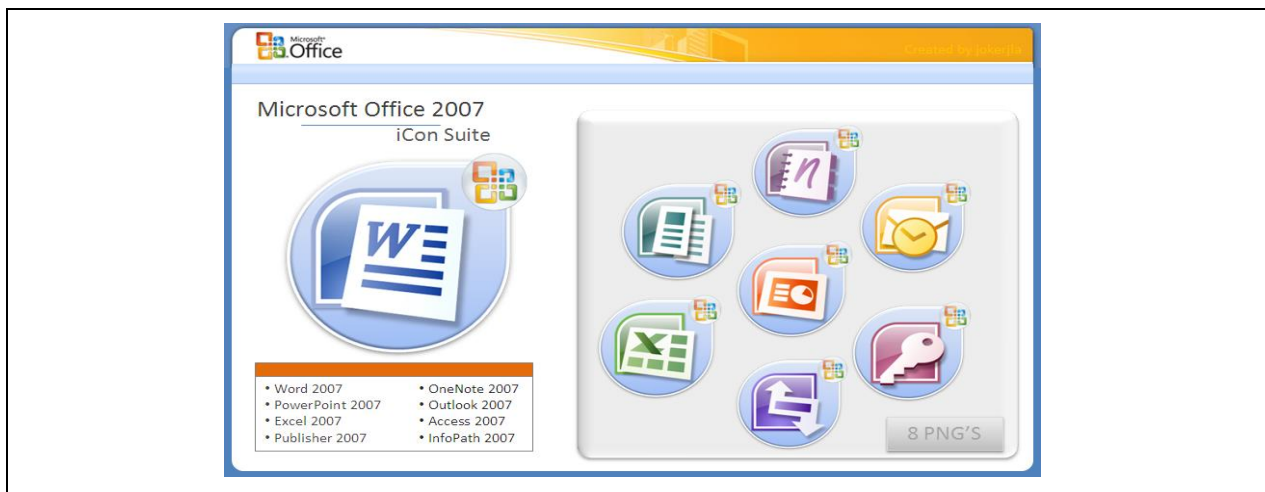 Microsoft
Office
Created by jokerjla
Microsoft Office 2007
iCon Suite
W
n
X
• Word 2007
• PowerPoint 2007
• Excel 2007
• Publisher 2007
• OneNote 2007
• Outlook 2007
• Access 2007
• InfoPath 2007
8 PNG'S